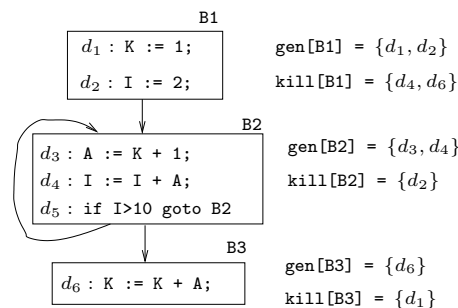 B1
d1 : K := 1;
d2 : I := 2;
gen[B1] = {d1, d2}
kill[B1] = {d4, d6}
B2
d3 : A := K + 1;
d4 : I := I + A;
d5 : if I>10 goto B2
gen[B2] = {d3, d4}
kill[B2] = {d2}
B3
d6 : K := K + A;
gen[B3] = {d6}
kill[B3] = {d1}